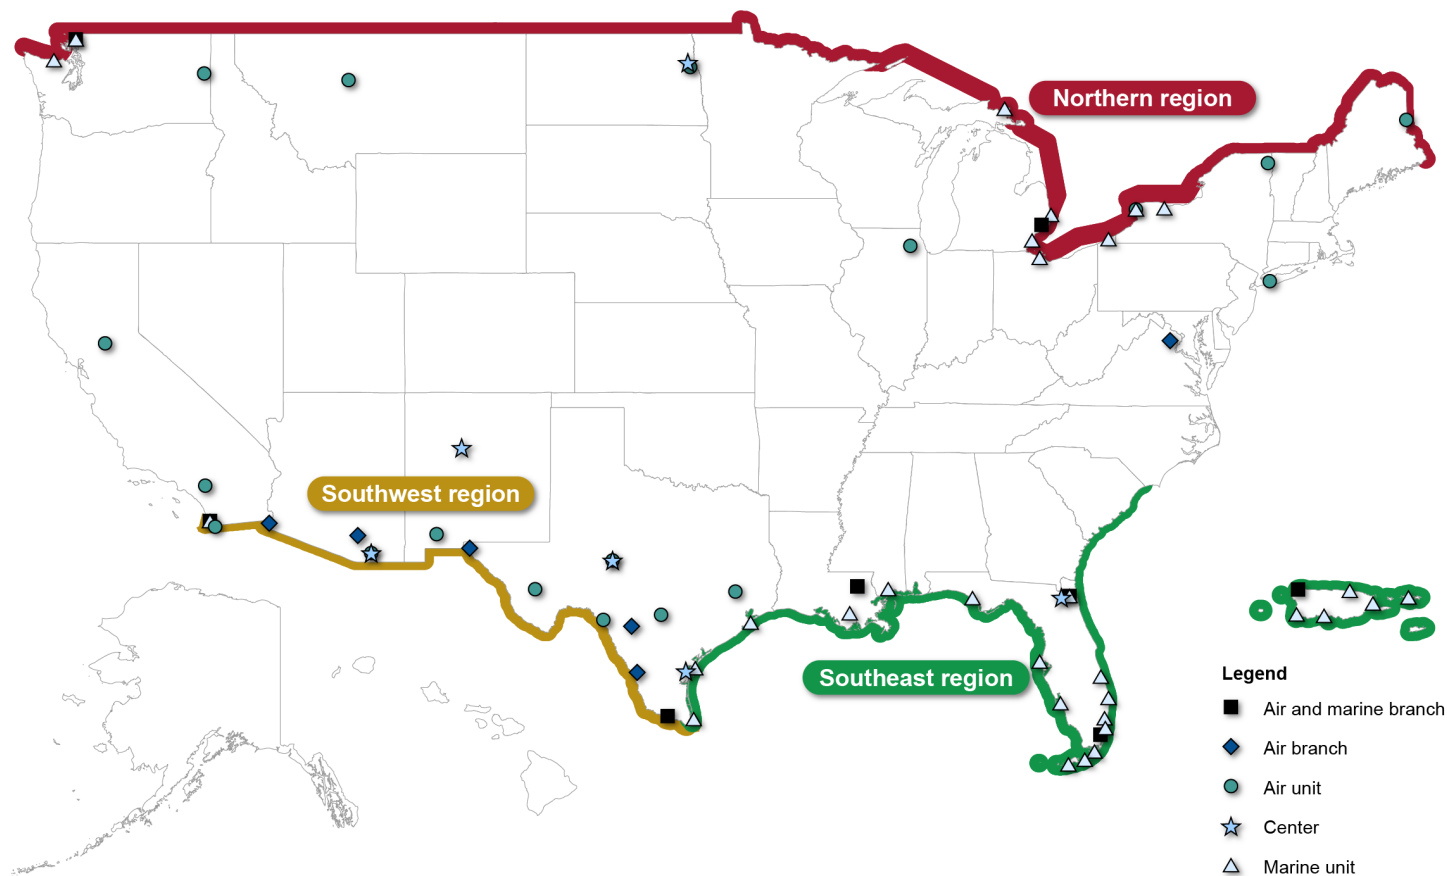 Northern region
Southwest region
Southeast region
Legend
Air and marine branch
Air branch
Air unit
Center
Marine unit